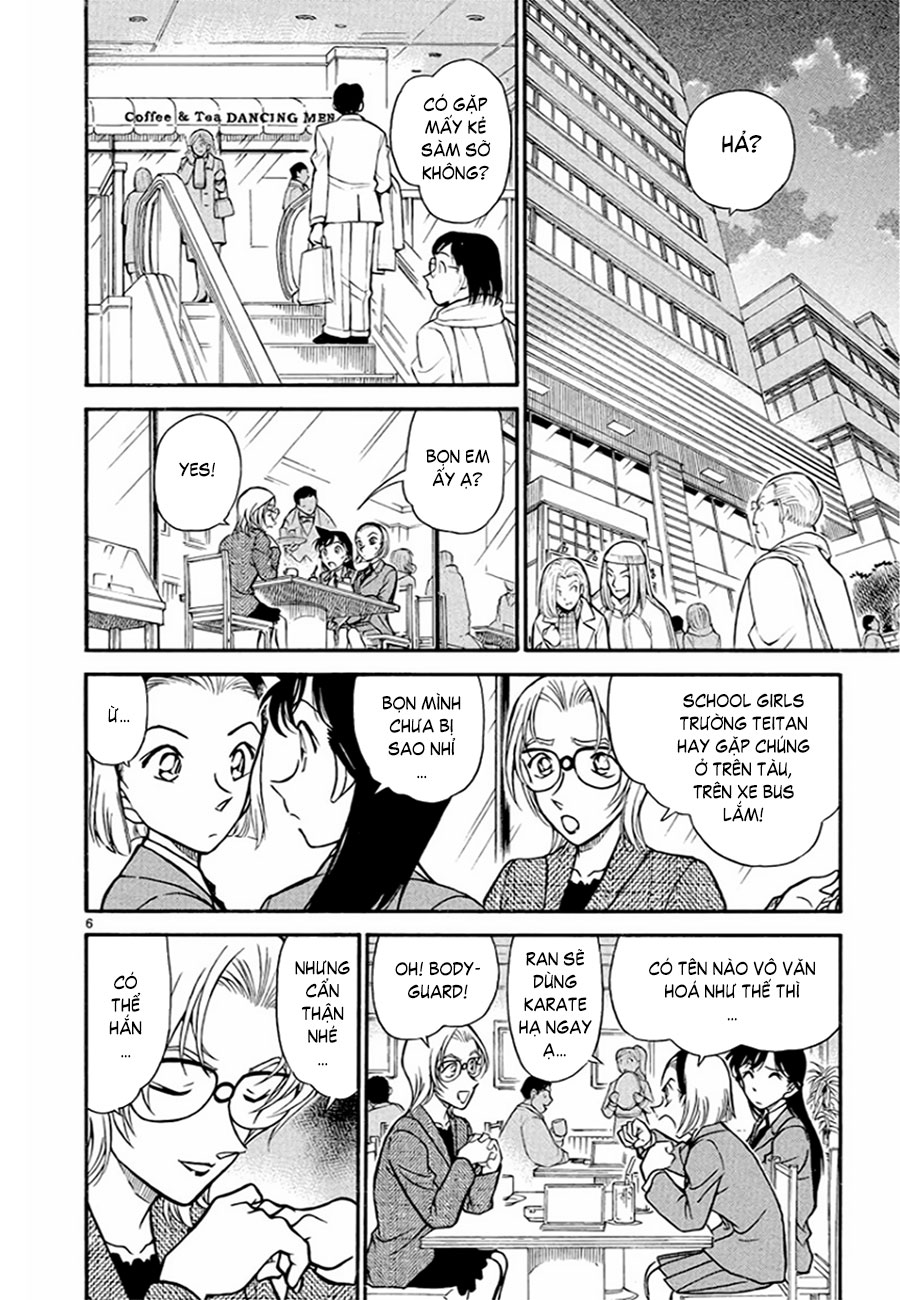 HẢ?
Coffee & Tea DANCING MEN
CÓ GẶP
MẤY KẺ
SÀM SỠ
KHÔNG?
BỌN EM
ẤY Ạ?
YES!
SCHOOL GIRLS
TRƯỜNG TEITAN
HAY GẶP CHÚNG
Ở TRÊN TÀU,
TRÊN XE BUS
LẮM!
BỌN MÌNH
CHƯA BỊ
SAO NHỈ
...
Ừ...
6
CÓ TÊN NÀO VÔ VĂN
HOÁ NHƯ THẾ THÌ
...
RAN SẼ
DÙNG
KARATE
HẠ NGAY
Ạ...
OH! BODY-
GUARD!
NHƯNG
CẨN
THẬN
NHÉ
...
CÓ
THỂ
HẮN
...